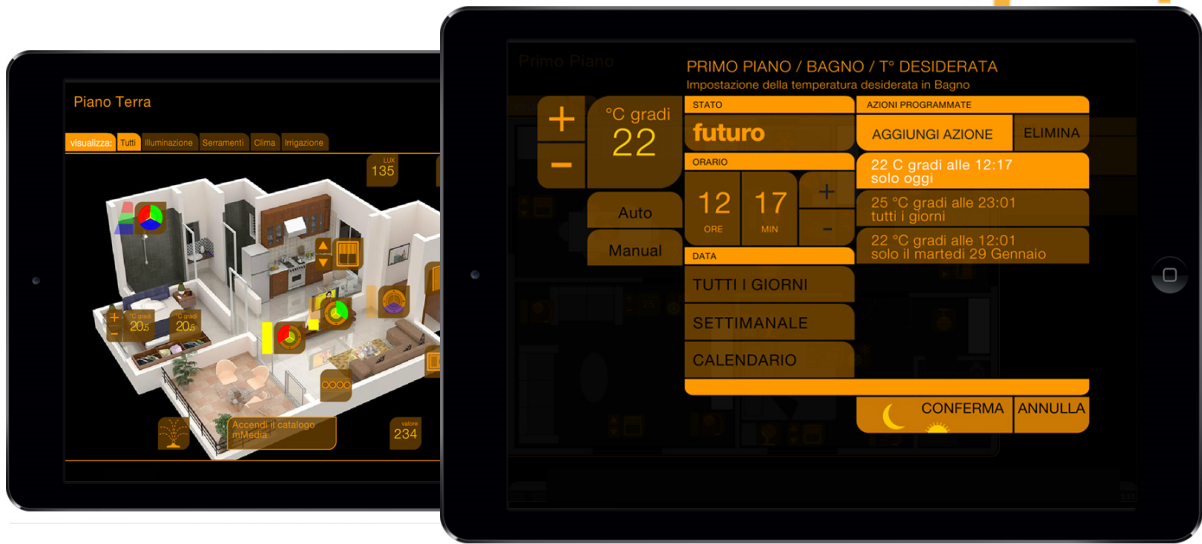 Piano Terra
visualizza:
Tutti
Illuminazione
Serramenti
Clima
Irrigazione
LUX
135
+
-
°C gradi
20.5
°C gradi
20.5
Accendi il catalogo
mMedia
valore
234
Primo Piano
PRIMO PIANO / BAGNO / T° DESIDERATA
Impostazione della temperatura desiderata in Bagno
+
-
°C gradi
22
Auto
Manual
STATO
futuro
ORARIO
12
ORE
17
MIN
+
-
DATA
TUTTI I GIORNI
SETTIMANALE
CALENDARIO
AZIONI PROGRAMMATE
AGGIUNGI AZIONE
ELIMINA
22 C gradi alle 12:17
solo oggi
25 °C gradi alle 23:01
tutti i giorni
22 °C gradi alle 12:01
solo il martedi 29 Gennaio
CONFERMA
ANNULLA